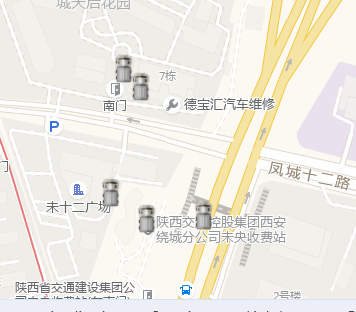 城天后花园
7栋
南门
德宝汇汽车维修
P
凤城十二路
门
未十二广场
陕西交 控股集团西安
绕城分公司未央收费站
陕西省交通建设集团公
2号楼